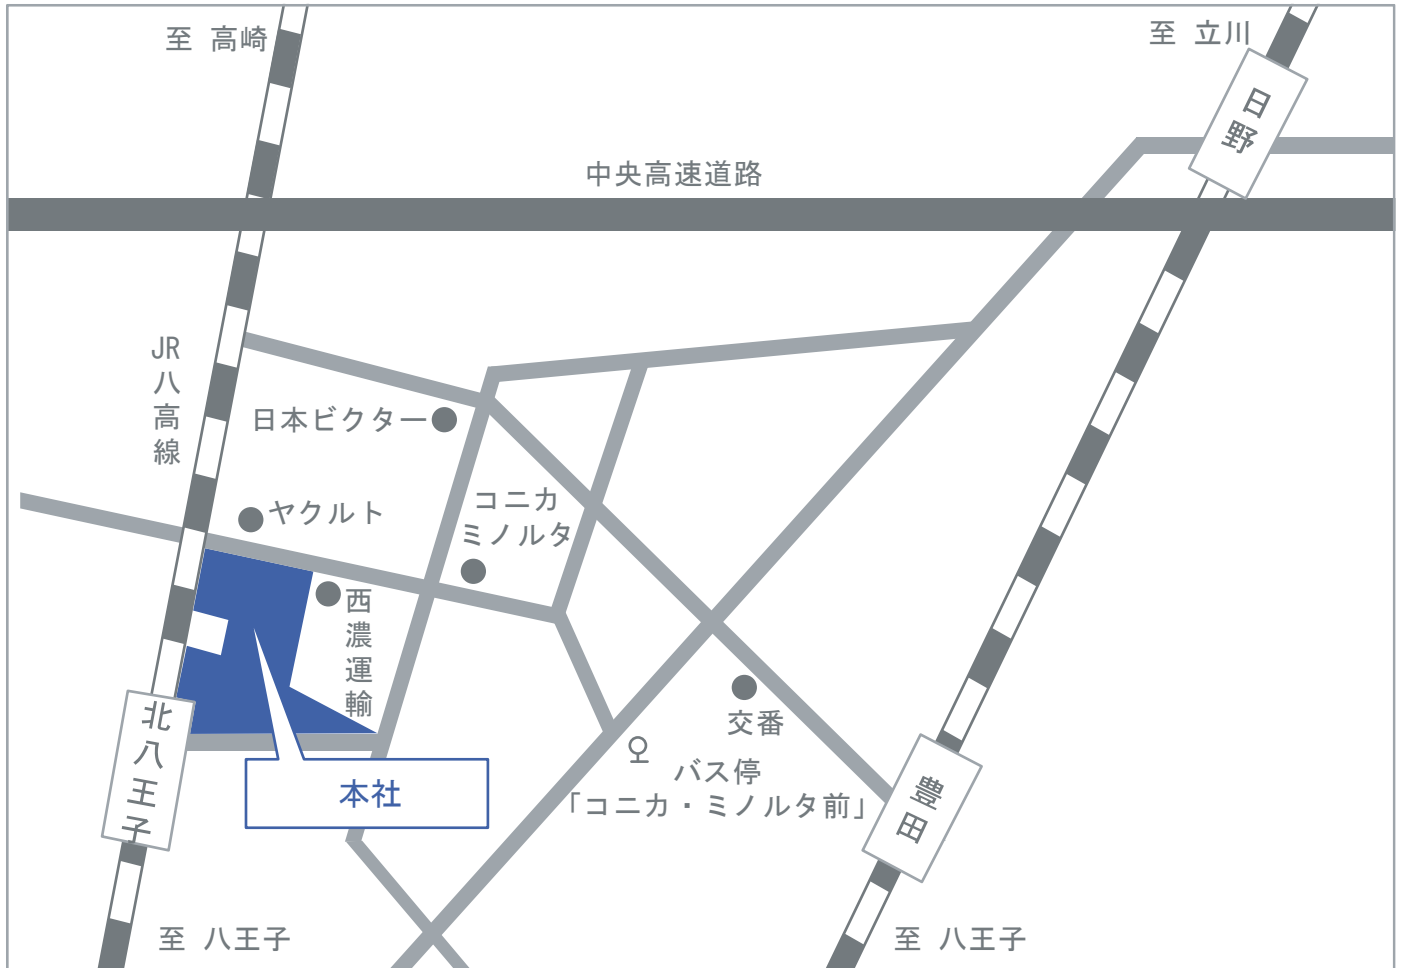 至 高崎
至 立川
日野
中央高速道路
JR八高線
日本ビクター
ヤクルト
コニカ
ミノルタ
西濃運輸
交番
北八王子
本社
バス停
「コニカ・ミノルタ前」
豊田
至 八王子
至 八王子